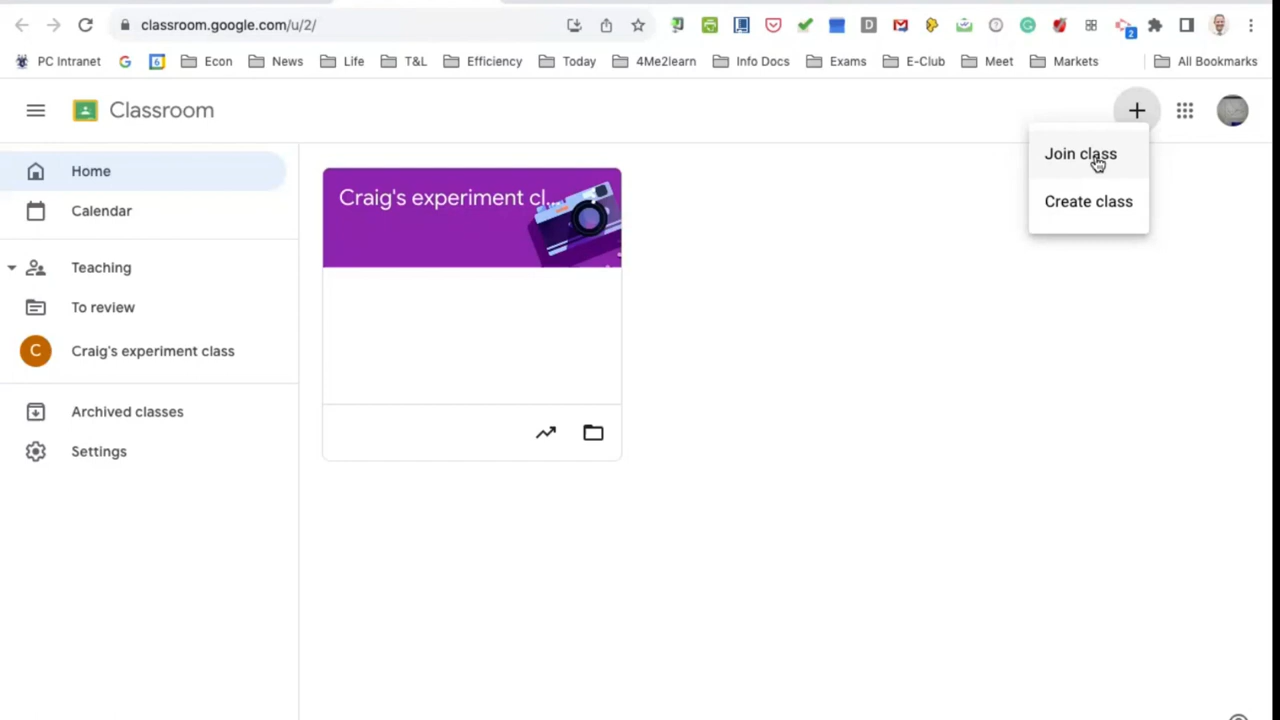 classroom.google.com/u/2/
2
PC Intranet
6
Econ
News
Life
T&L
Efficiency
Today
4Me2learn
Info Docs
Exams
E-Club
Meet
Markets
All Bookmarks
Classroom
Join class
Create class
Home
Calendar
Teaching
To review
C
Craig's experiment class
Archived classes
Settings
Craig's experiment cl...